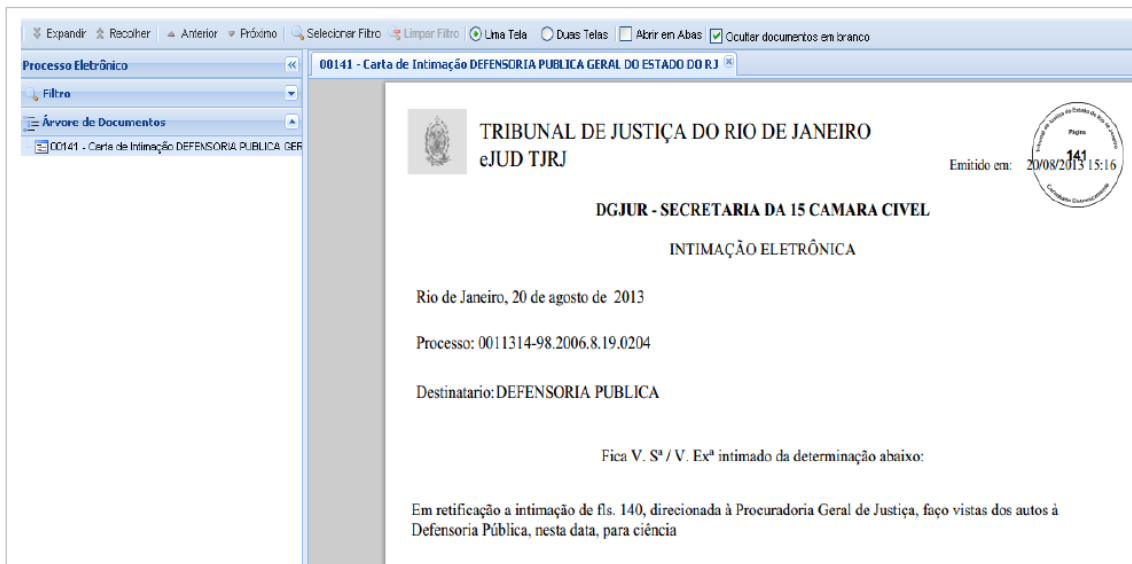 Expandir Recolher Anterior Próximo Selecionar Filtro Limpar Filtro Uma Tela Duas Telas Abrir em Abas Ocultar documentos em branco
Processo Eletrônico
Filtro
Árvore de Documentos
00141 - Carta de Intimação DEFENSORIA PUBLICA GER
00141 - Carta de Intimação DEFENSORIA PUBLICA GERAL DO ESTADO DO RJ
TRIBUNAL DE JUSTIÇA DO RIO DE JANEIRO
eJUD TJRJ
Página
141
Emitido em: 20/08/2013 15:16
DGJUR - SECRETARIA DA 15 CAMARA CIVEL
INTIMAÇÃO ELETRÔNICA
Rio de Janeiro, 20 de agosto de 2013
Processo: 0011314-98.2006.8.19.0204
Destinatario: DEFENSORIA PUBLICA
Fica V. Sª / V. Exª intimado da determinação abaixo:
Em retificação a intimação de fls. 140, direcionada à Procuradoria Geral de Justiça, faço vistas dos autos à
Defensoria Pública, nesta data, para ciência